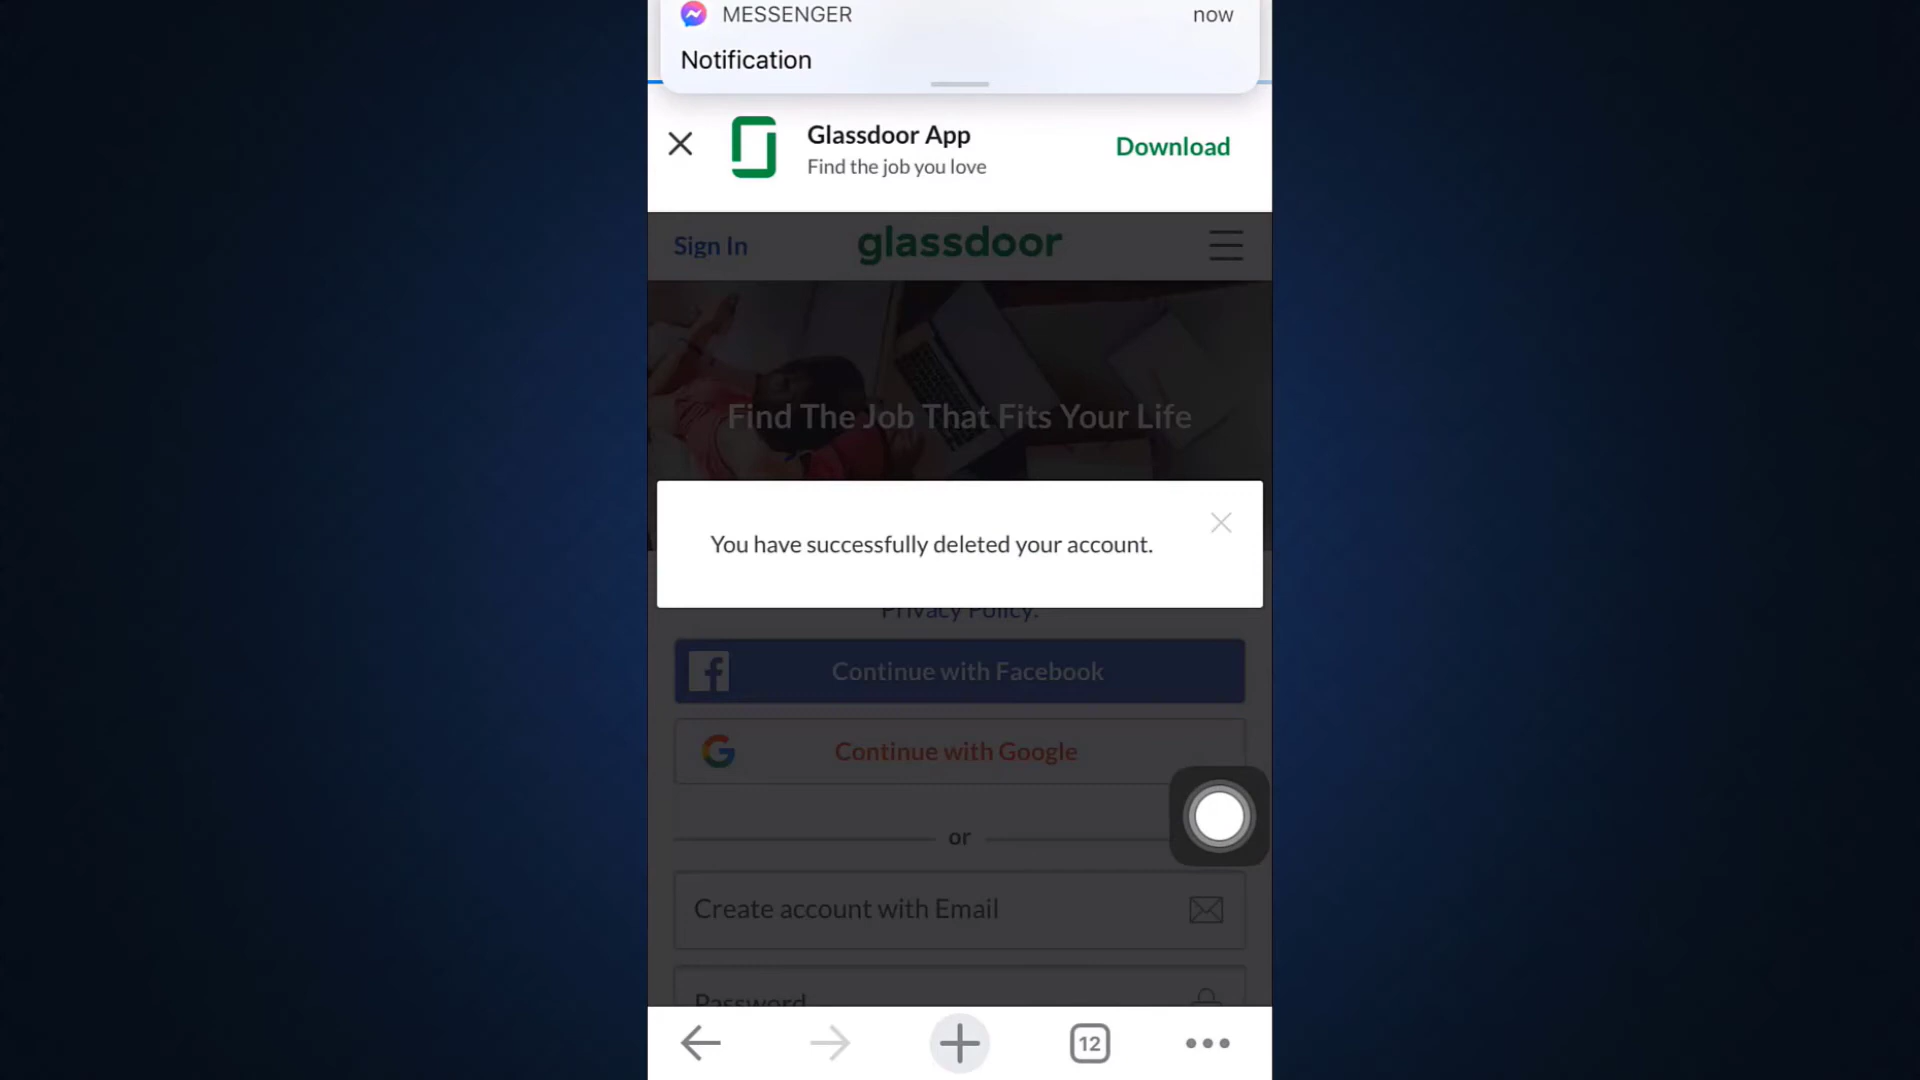 MESSENGER now
Notification
Glassdoor App
Find the job you love
Download
Sign In
glassdoor
Find The Job That Fits Your Life
You have successfully deleted your account.
Privacy Policy.
Continue with Facebook
Continue with Google
or
Create account with Email
Password
12